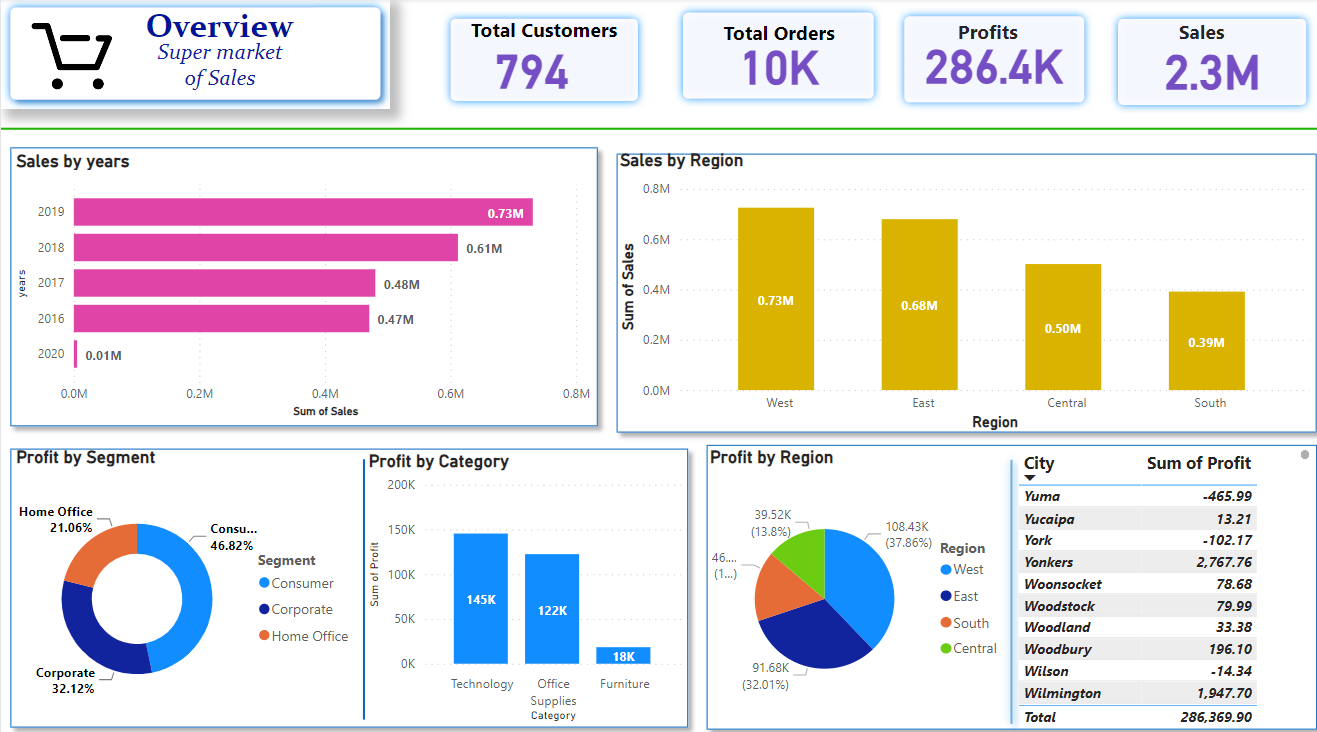 Overview
Super market
of Sales
Total Customers
794
Total Orders
10K
Profits
286.4K
Sales
2.3M
Sales by years
years
2019
0.73M
2018
0.61M
2017
0.48M
2016
0.47M
2020
0.01M
0.0M 0.2M 0.4M 0.6M 0.8M
Sum of Sales
Sales by Region
Sum of Sales
0.8M
0.6M
0.4M
0.2M
0.0M
0.73M
0.68M
0.50M
0.39M
West East Central South
Region
Profit by Segment
Home Office
21.06%
Consu...
46.82%
Corporate
32.12%
Segment
Consumer
Corporate
Home Office
Profit by Category
Sum of Profit
200K
150K
100K
50K
0K
145K
122K
18K
Technology Office Furniture
Supplies
Category
Profit by Region
39.52K
(13.8%)
108.43K
(37.86%)
46....
(1...)
91.68K
(32.01%)
Region
West
East
South
Central
City Sum of Profit
Yuma -465.99
Yucaipa 13.21
York -102.17
Yonkers 2,767.76
Woonsocket 78.68
Woodstock 79.99
Woodland 33.38
Woodbury 196.10
Wilson -14.34
Wilmington 1,947.70
Total 286,369.90